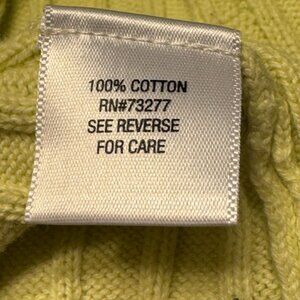 100% COTTON
RN#73277
SEE REVERSE
FOR CARE